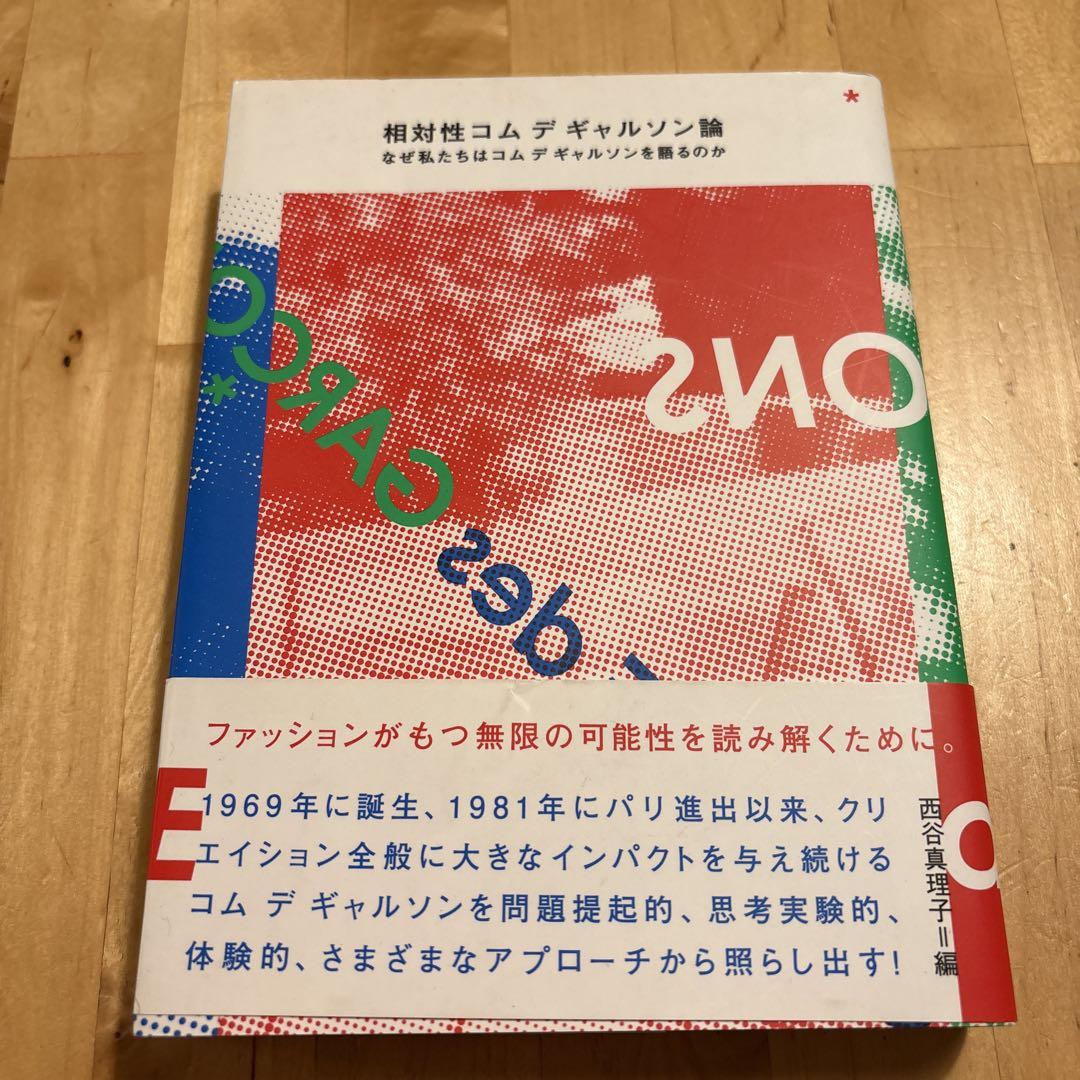 *
相対性コム デ ギャルソン論
なぜ私たちはコム デ ギャルソンを語るのか
ONS
GARÇO
*
des
ファッションがもつ無限の可能性を読み解くために。
E
1969年に誕生、1981年にパリ進出以来、クリ
エイション全般に大きなインパクトを与え続ける
コム デ ギャルソンを問題提起的、思考実験的、
体験的、さまざまなアプローチから照らし出す!
西谷真理子=編